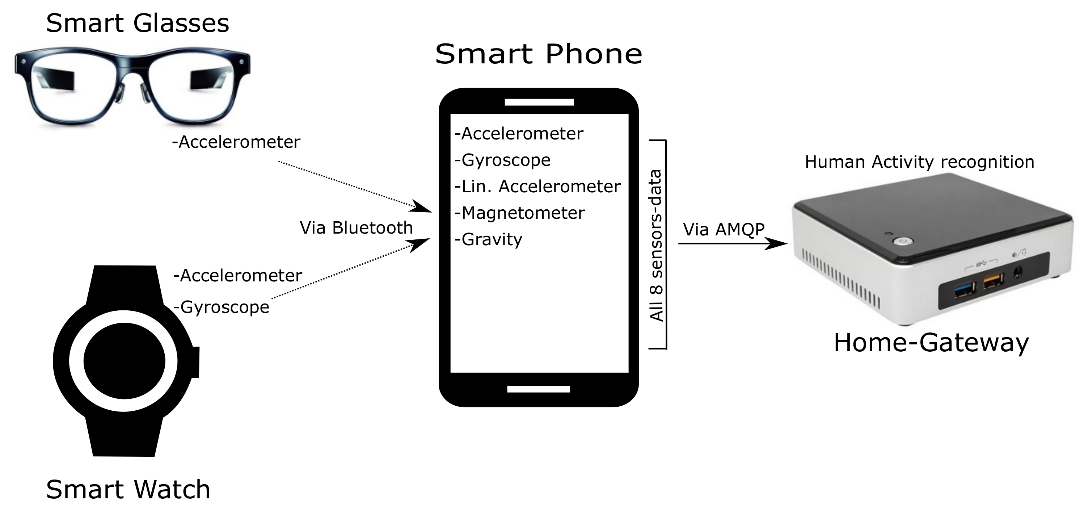 Smart Glasses
-Accelerometer
Via Bluetooth
-Accelerometer
-Gyroscope
Smart Watch
Smart Phone
-Accelerometer
-Gyroscope
-Lin. Accelerometer
-Magnetometer
-Gravity
All 8 sensors-data
Via AMQP
Human Activity recognition
Home-Gateway